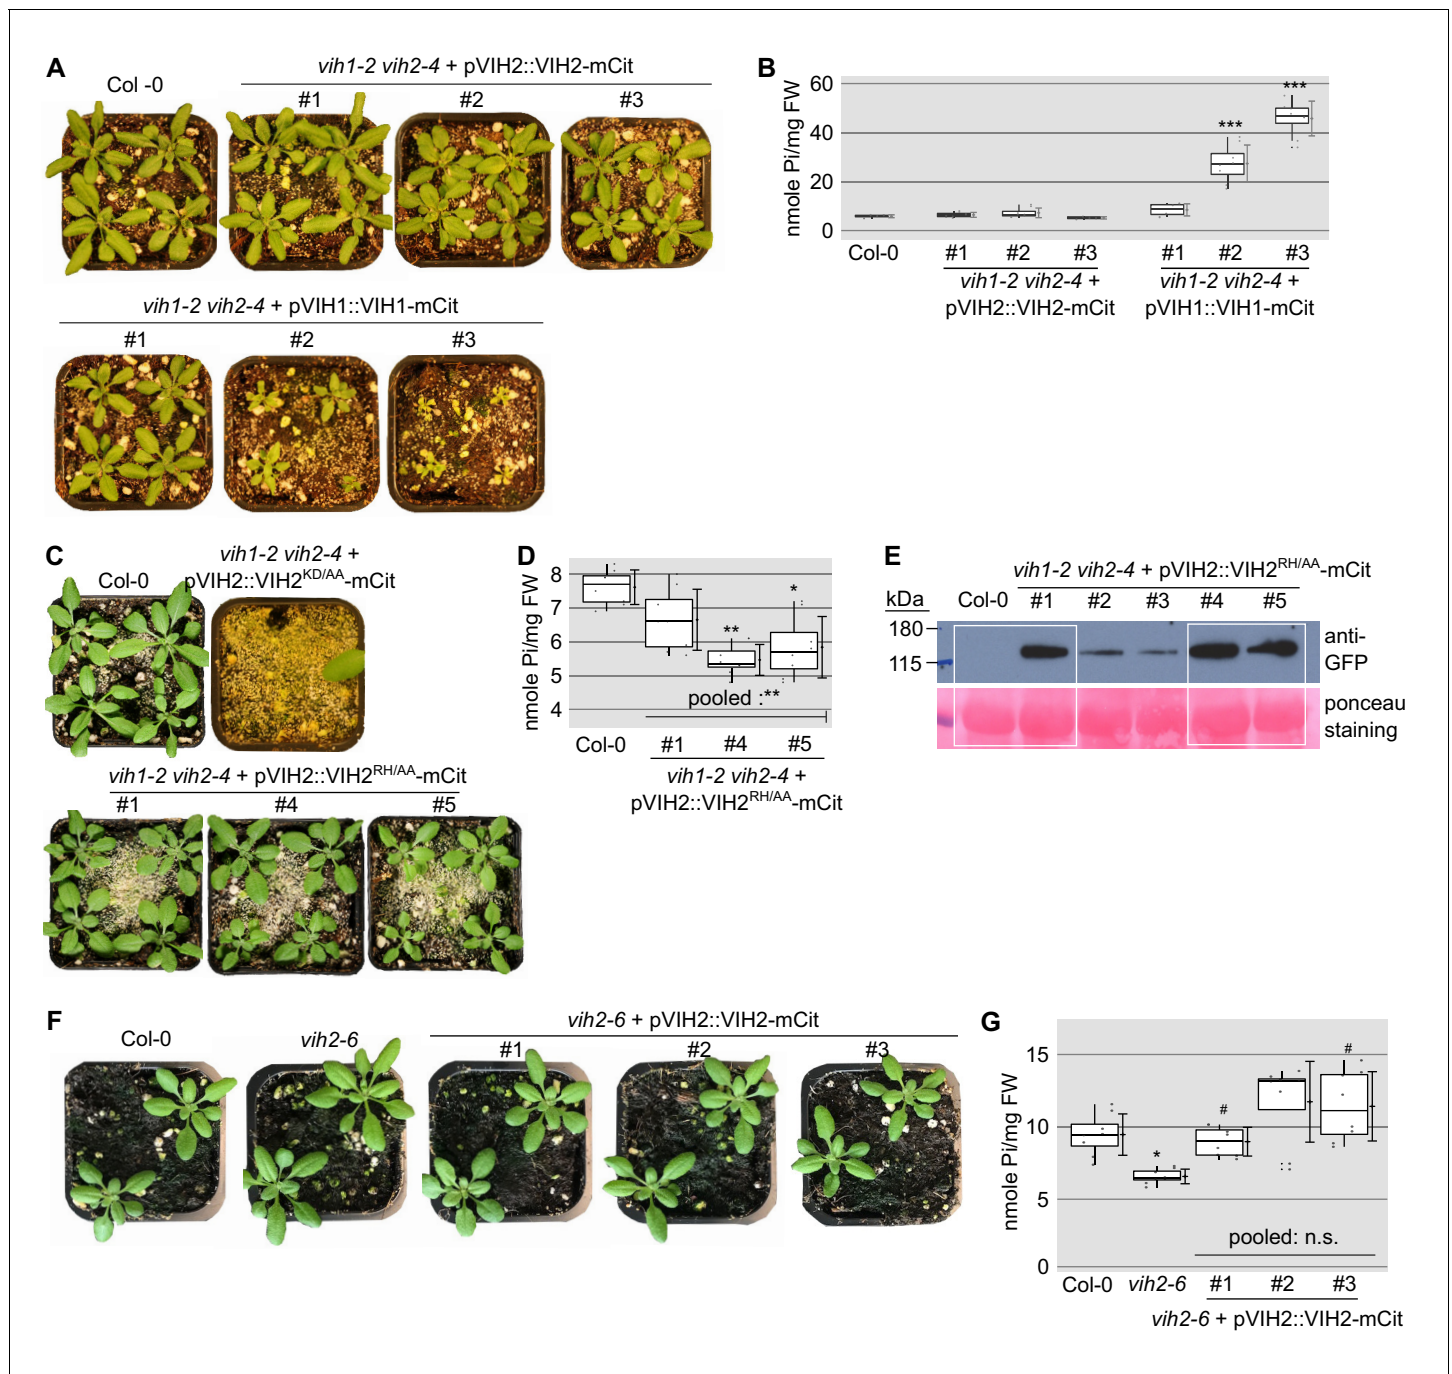 A
Col -0
vih1-2 vih2-4 + pVIH2::VIH2-mCit
#1 #2 #3
vih1-2 vih2-4 + pVIH1::VIH1-mCit
#1 #2 #3
B
nmole Pi/mg FW
60
40
20
0
***
***
Col-0 #1 #2 #3 #1 #2 #3
vih1-2 vih2-4 + vih1-2 vih2-4 +
pVIH2::VIH2-mCit pVIH1::VIH1-mCit
C
Col-0
vih1-2 vih2-4 +
pVIH2::VIH2KD/AA-mCit
vih1-2 vih2-4 + pVIH2::VIH2RH/AA-mCit
#1 #4 #5
D
nmole Pi/mg FW
8
7
6
5
4
**
*
pooled :**
Col-0 #1 #4 #5
vih1-2 vih2-4 +
pVIH2::VIH2RH/AA-mCit
E
vih1-2 vih2-4 + pVIH2::VIH2RH/AA-mCit
kDa Col-0 #1 #2 #3 #4 #5
180
115
anti-
GFP
ponceau
staining
F
Col-0 vih2-6
vih2-6 + pVIH2::VIH2-mCit
#1 #2 #3
G
nmole Pi/mg FW
15
10
5
0
*
#
#
pooled: n.s.
Col-0 vih2-6 #1 #2 #3
vih2-6 + pVIH2::VIH2-mCit